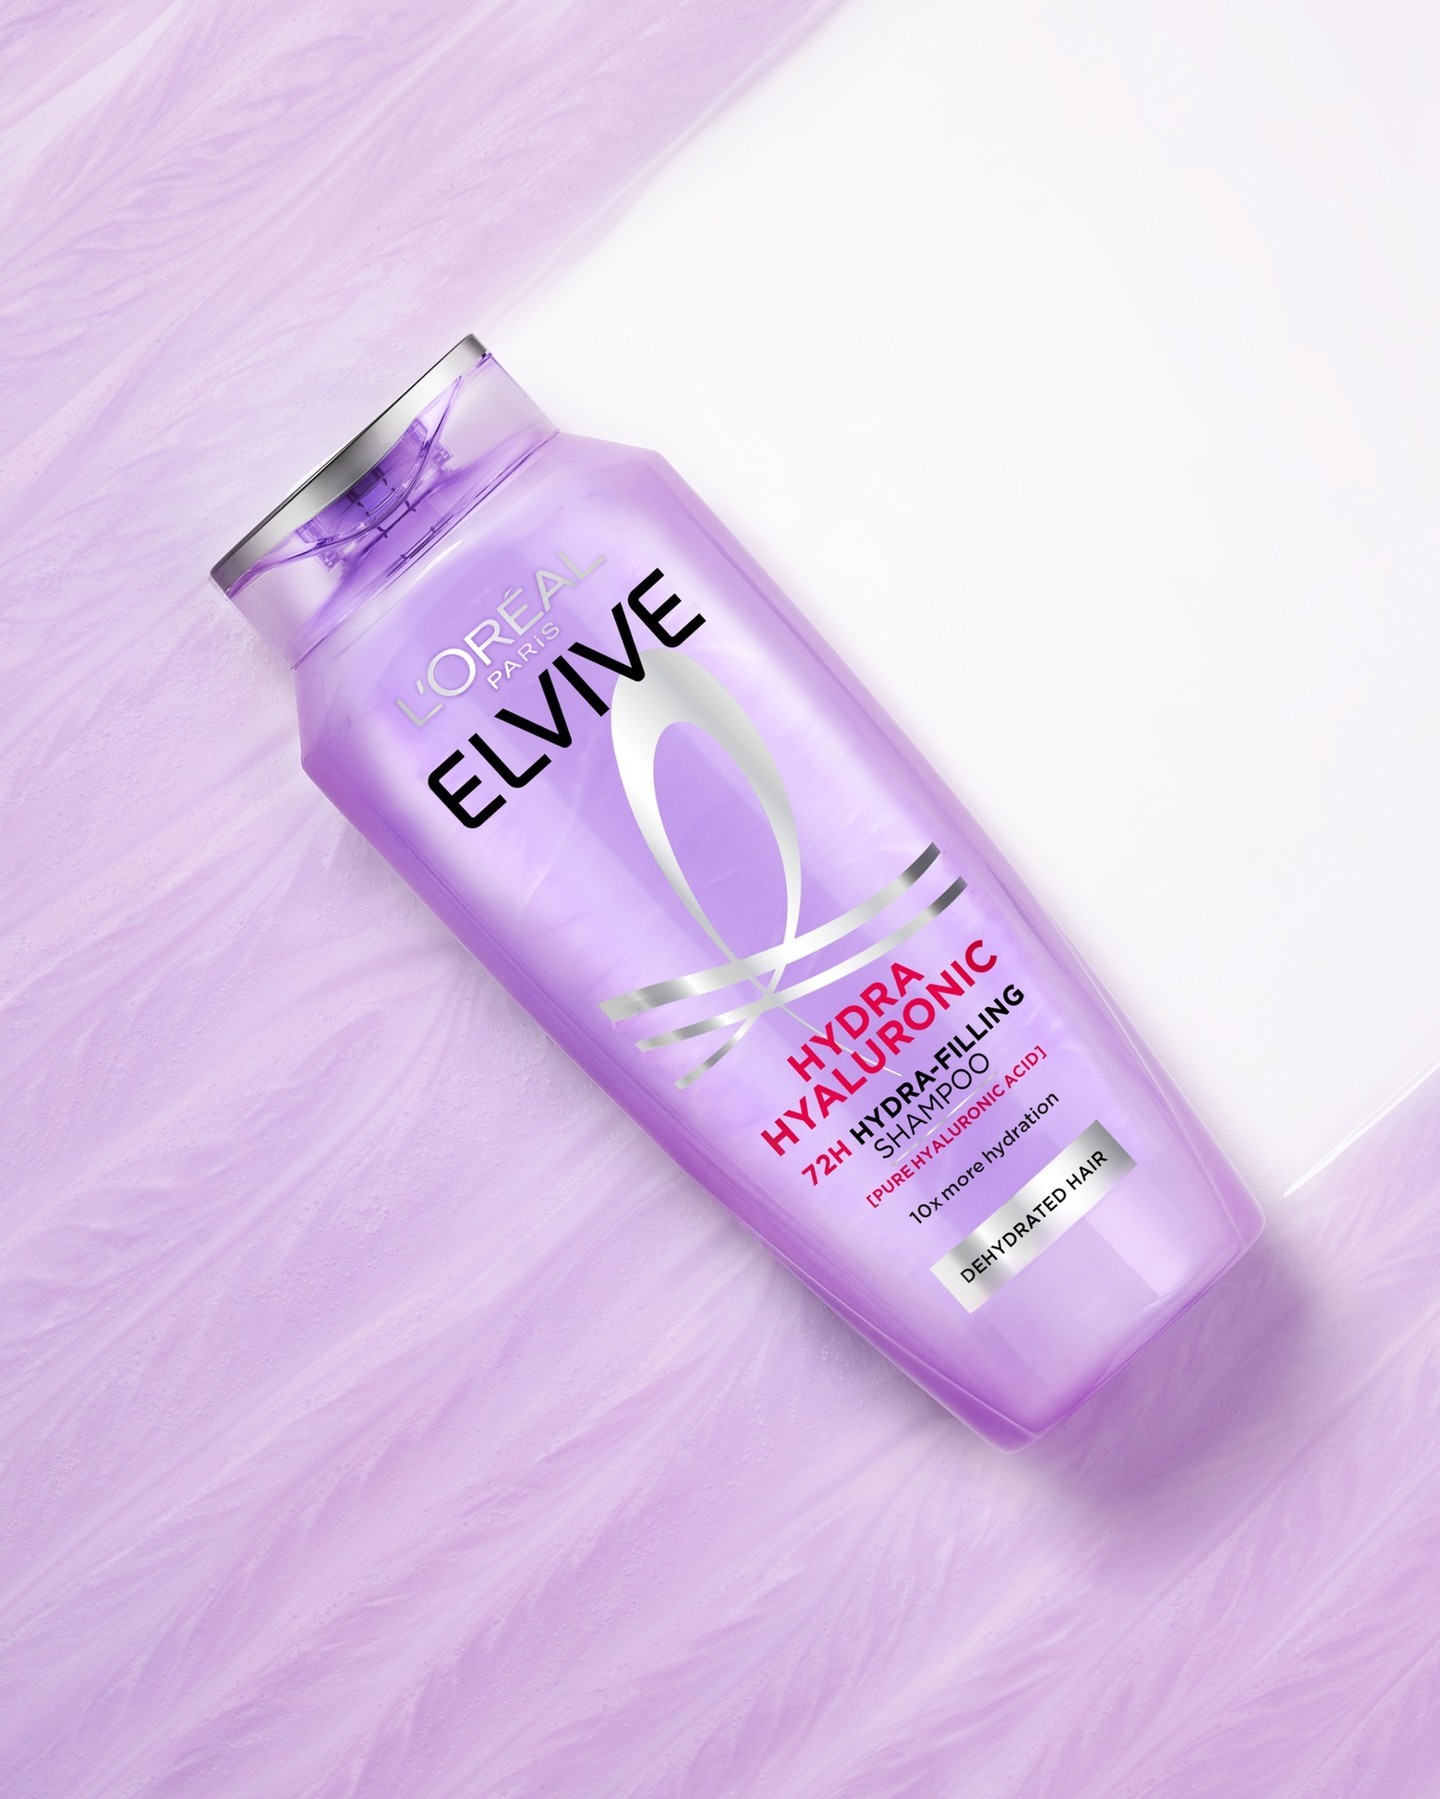 L'ORÉAL
PARiS
ELVIVE
HYDRA
HYALURONIC
72H HYDRA-FILLING
SHAMPOO
[PURE HYALURONIC ACID]
10x more hydration
DEHYDRATED HAIR